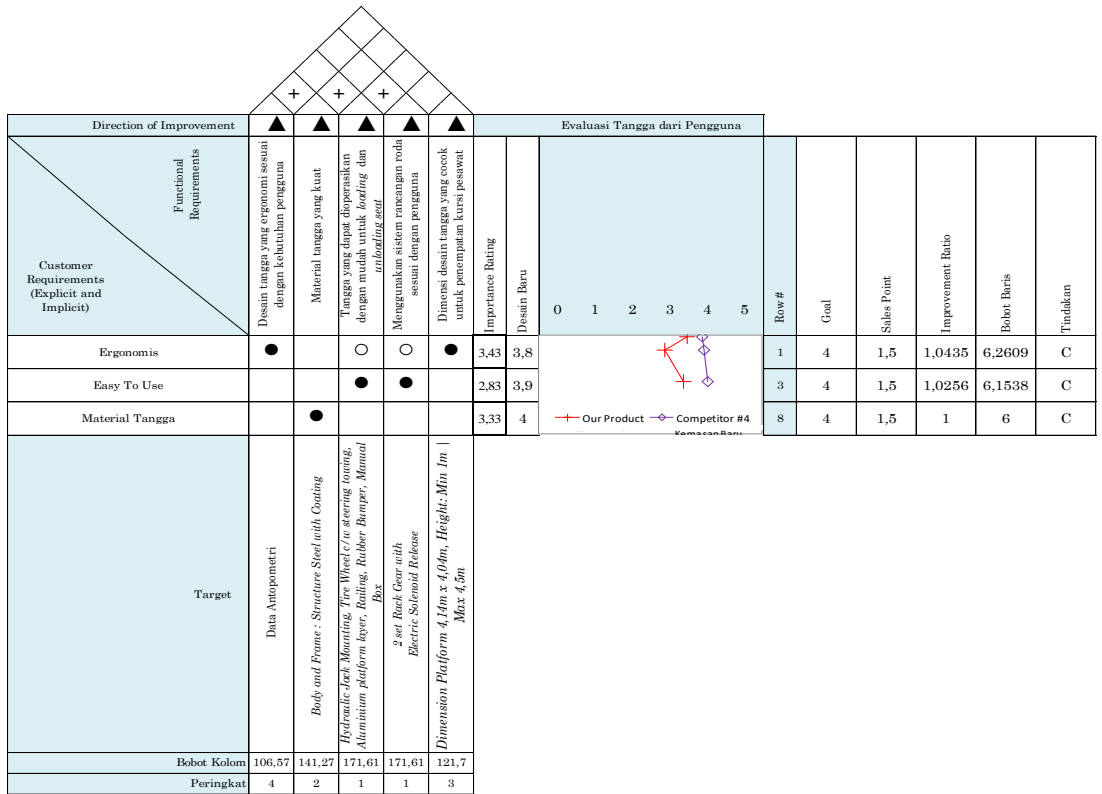 + + +
Direction of Improvement ▲ ▲ ▲ ▲ ▲ Evaluasi Tangga dari Pengguna
Functional
Requirements
Customer
Requirements
(Explicit and
Implicit)
Desain tangga yang ergonomi sesuai
dengan kebutuhan pengguna
Material tangga yang kuat
Tangga yang dapat dioperasikan
dengan mudah untuk loading dan
unloading seat
Menggunakan sistem rancangan roda
sesuai dengan pengguna
Dimensi desain tangga yang cocok
untuk penempatan kursi pesawat
Importance Rating
Desain Baru
0 1 2 3 4 5
Row#
Goal
Sales Point
Improvement Ratio
Bobot Baris
Tindakan
Ergonomis ● ○ ○ ● 3,43 3,8 1 4 1,5 1,0435 6,2609 C
Easy To Use ● ● 2,83 3,9 3 4 1,5 1,0256 6,1538 C
Material Tangga ● 3,33 4 Our Product Competitor #4 8 4 1,5 1 6 C
Kemasan Baru
Target
Data Antopometri
Body and Frame : Structure Steel with Coating
Hydraulic Jack Mounting, Tire Wheel c/w steering towing,
Aluminium platform layer, Railing, Rubber Bumper, Manual
Box
2 set Rack Gear with
Electric Solenoid Release
Dimension Platform 4,14m x 4,04m, Height: Min 1m |
Max 4,5m
Bobot Kolom 106,57 141,27 171,61 171,61 121,7
Peringkat 4 2 1 1 3